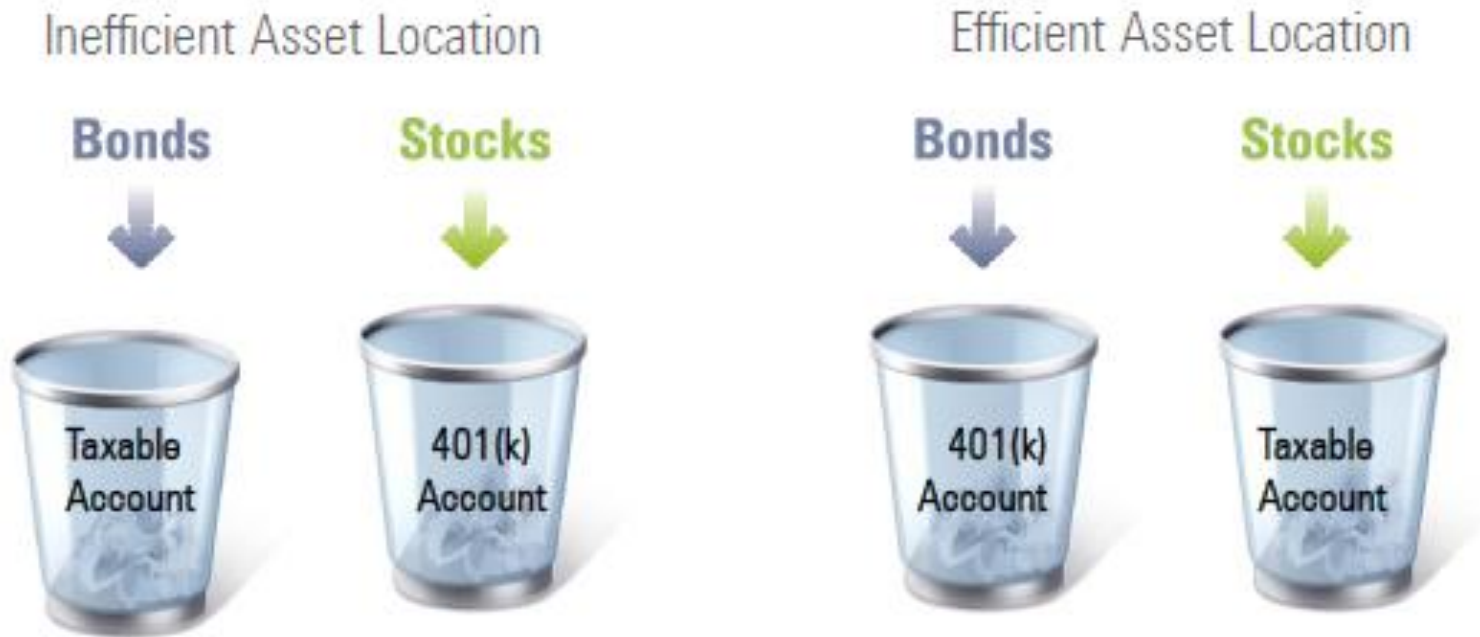 Inefficient Asset Location
Bonds
Stocks
Taxable
Account
401(k)
Account
Efficient Asset Location
Bonds
Stocks
401(k)
Account
Taxable
Account